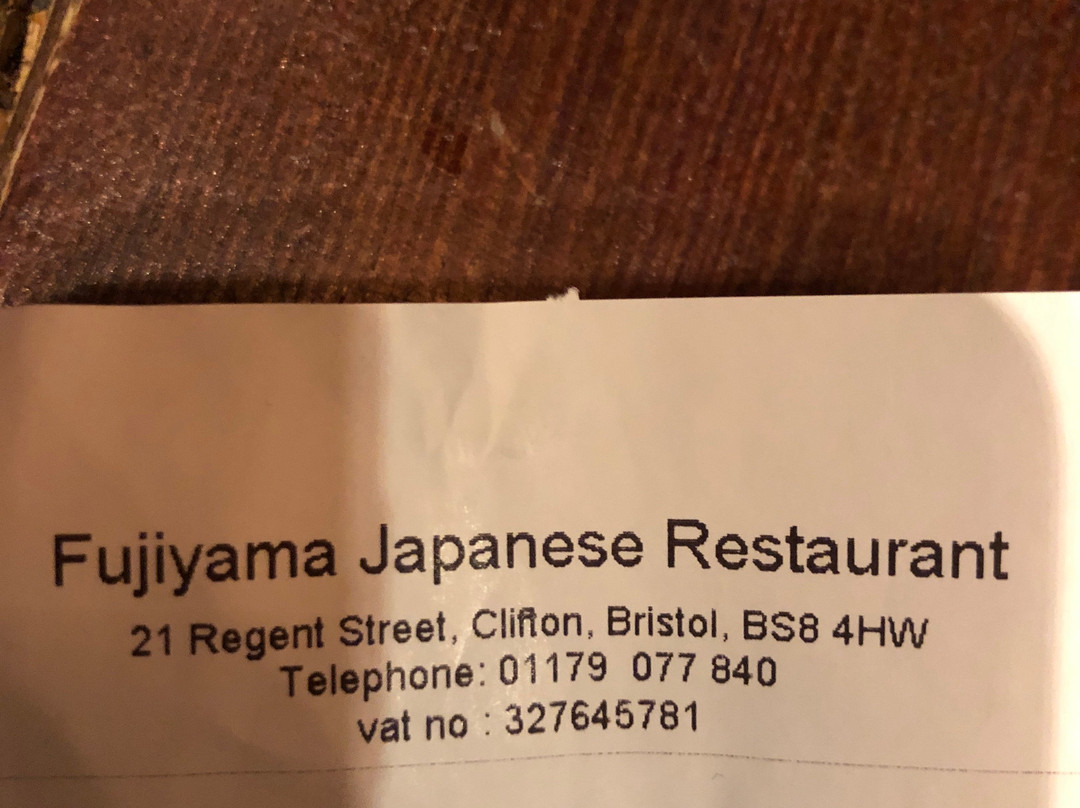 Fujiyama Japanese Restaurant
21 Regent Street, Clifton, Bristol, BS8 4HW
Telephone: 01179 077 840
vat no : 327645781